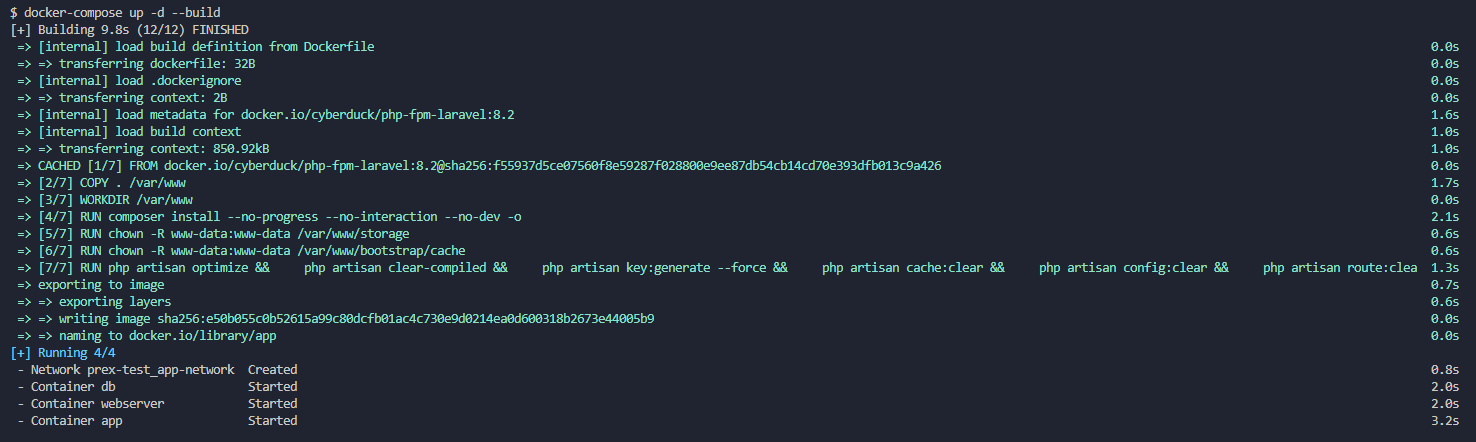 $ docker-compose up -d --build
[+] Building 9.8s (12/12) FINISHED
=> [internal] load build definition from Dockerfile 0.0s
=> => transferring dockerfile: 32B 0.0s
=> [internal] load .dockerignore 0.0s
=> => transferring context: 2B 0.0s
=> [internal] load metadata for docker.io/cyberduck/php-fpm-laravel:8.2 1.6s
=> [internal] load build context 1.0s
=> => transferring context: 850.92kB 1.0s
=> CACHED [1/7] FROM docker.io/cyberduck/php-fpm-laravel:8.2@sha256:f55937d5ce07560f8e59287f028800e9ee87db54cb14cd70e393dfb013c9a426 0.0s
=> [2/7] COPY . /var/www 1.7s
=> [3/7] WORKDIR /var/www 0.0s
=> [4/7] RUN composer install --no-progress --no-interaction --no-dev -o 2.1s
=> [5/7] RUN chown -R www-data:www-data /var/www/storage 0.6s
=> [6/7] RUN chown -R www-data:www-data /var/www/bootstrap/cache 0.6s
=> [7/7] RUN php artisan optimize && php artisan clear-compiled && php artisan key:generate --force && php artisan cache:clear && php artisan config:clear && php artisan route:clea 1.3s
=> exporting to image 0.7s
=> => exporting layers 0.6s
=> => writing image sha256:e50b055c0b52615a99c80dcfb01ac4c730e9d0214ea0d600318b2673e44005b9 0.0s
=> => naming to docker.io/library/app 0.0s
[+] Running 4/4
- Network prex-test_app-network Created 0.8s
- Container db Started 2.0s
- Container webserver Started 2.0s
- Container app Started 3.2s